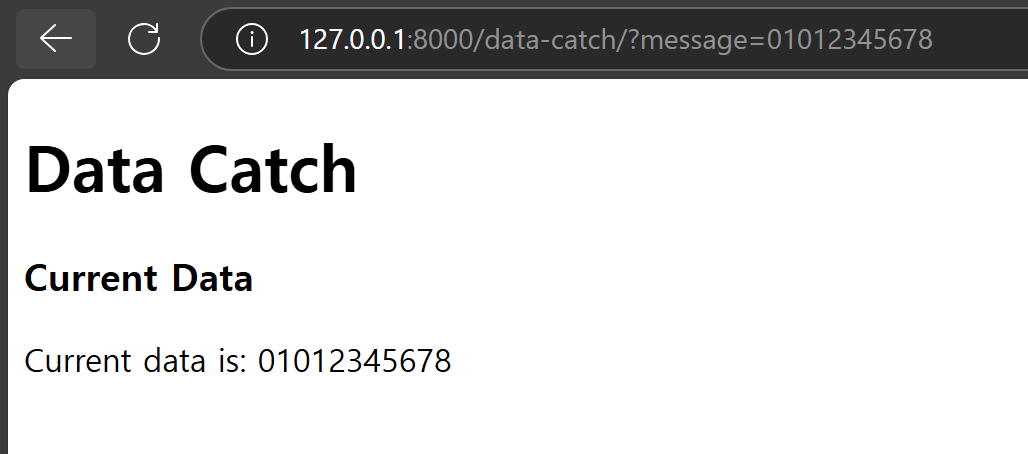 127.0.0.1:8000/data-catch/?message=01012345678
Data Catch
Current Data
Current data is: 01012345678